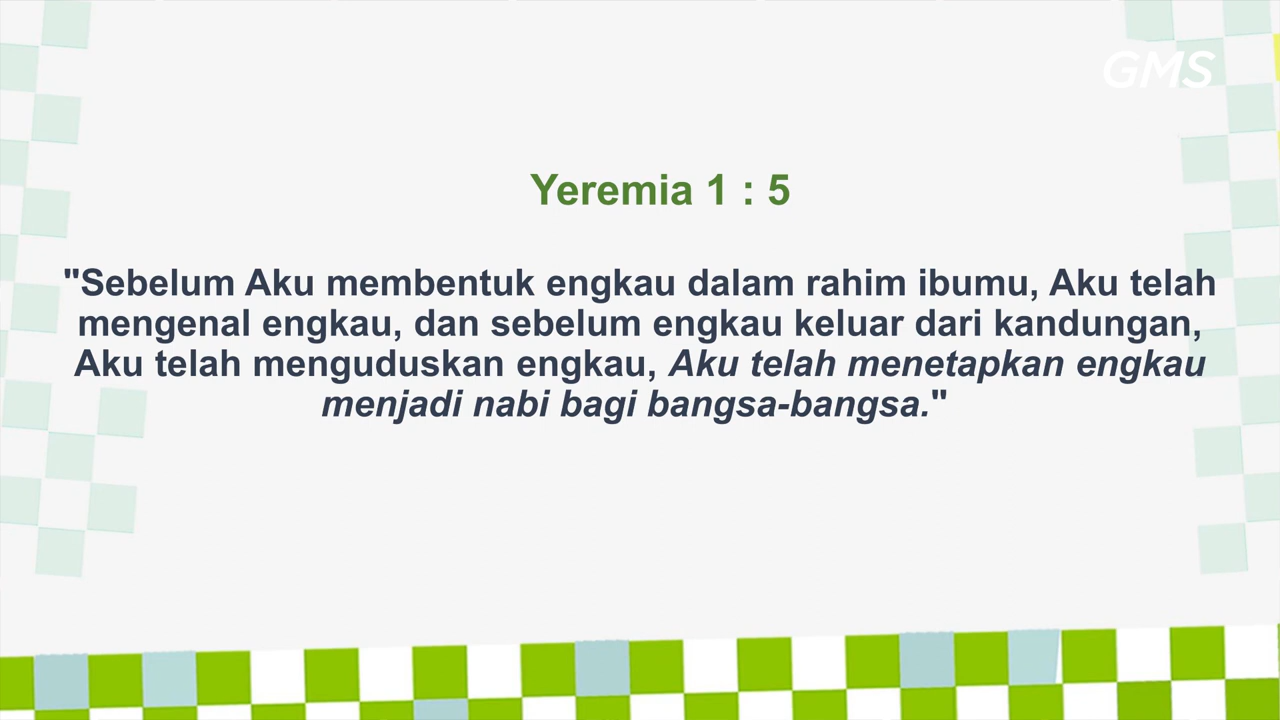 GMS
Yeremia 1 : 5
"Sebelum Aku membentuk engkau dalam rahim ibumu, Aku telah
mengenal engkau, dan sebelum engkau keluar dari kandungan,
Aku telah menguduskan engkau, Aku telah menetapkan engkau
menjadi nabi bagi bangsa-bangsa."